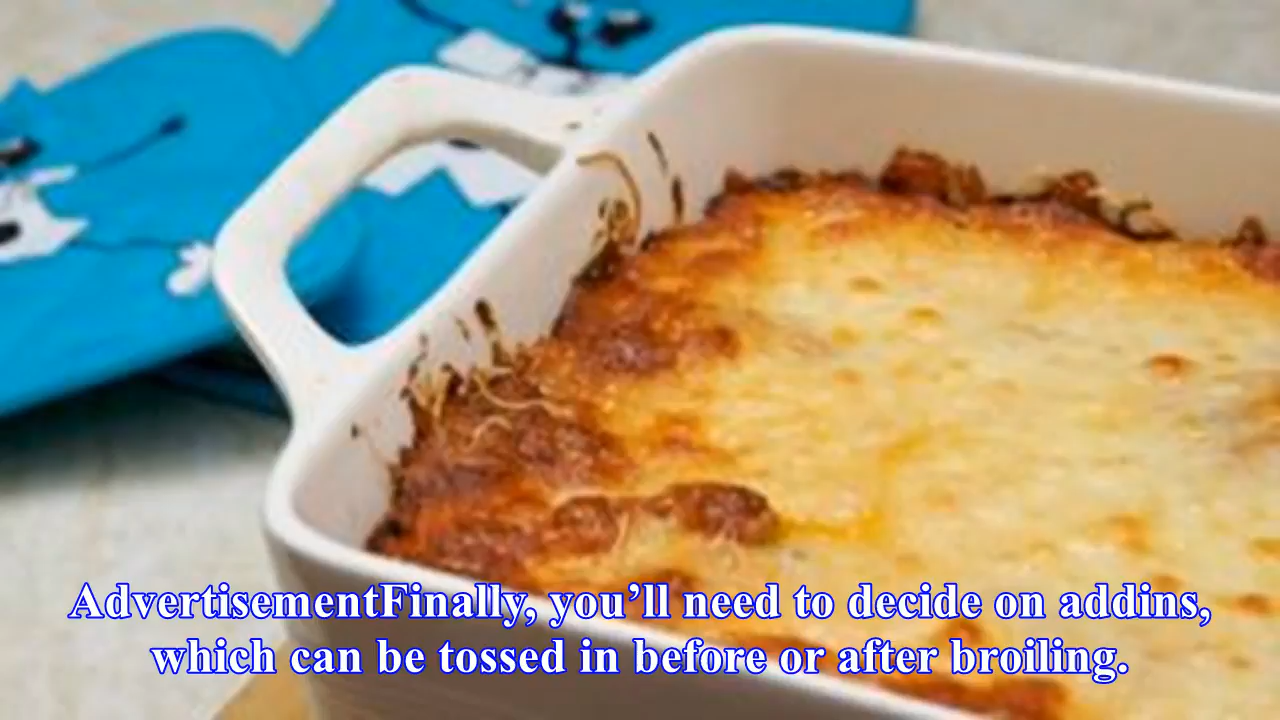 AdvertisementFinally, you’ll need to decide on addins,
which can be tossed in before or after broiling.